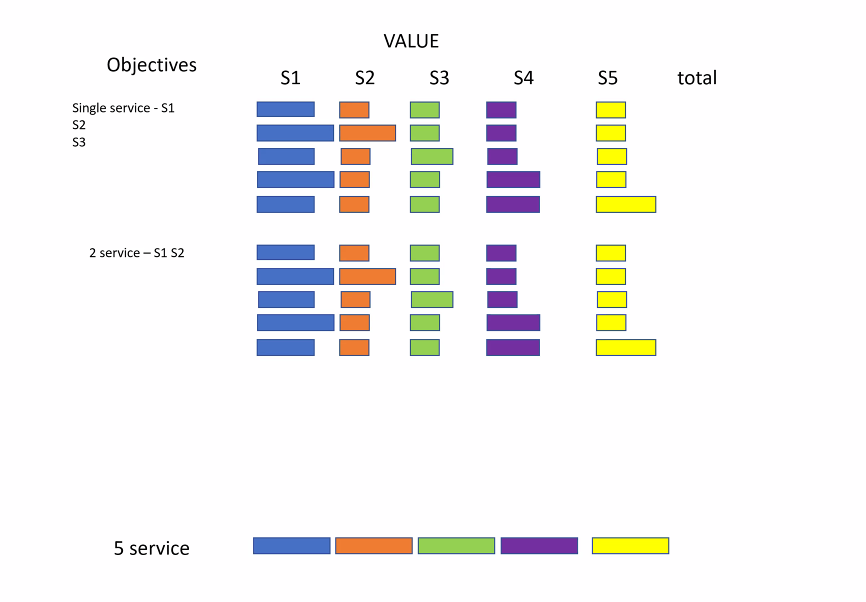 VALUE
Objectives
S1 S2 S3 S4 S5 total
Single service - S1
S2
S3
2 service – S1 S2
5 service